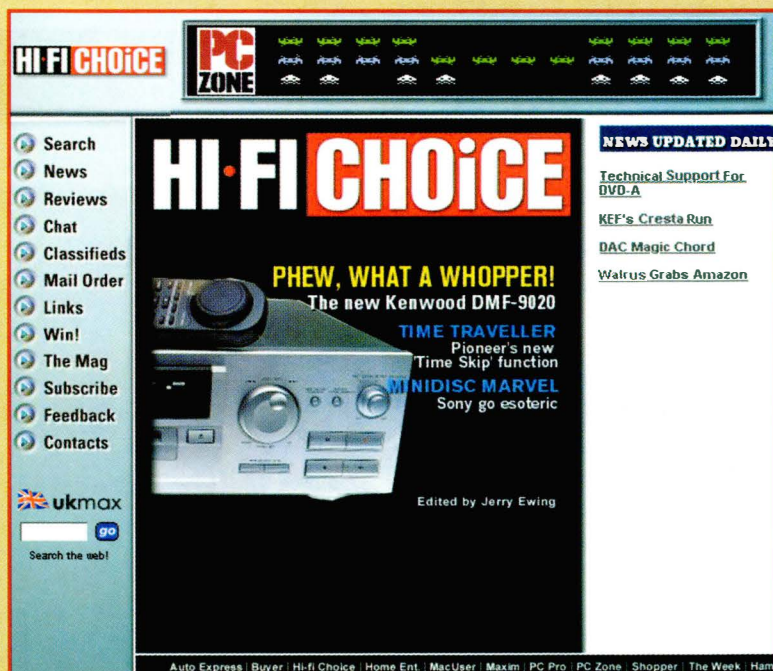 HI·FI CHOiCE
PC
ZONE
Search
News
Reviews
Chat
Classifieds
Mail Order
Links
Win!
The Mag
Subscribe
Feedback
Contacts
ukmax
go
Search the web!
HI·FI CHOiCE
PHEW, WHAT A WHOPPER!
The new Kenwood DMF-9020
TIME TRAVELLER
Pioneer's new
'Time Skip' function
MINIDISC MARVEL
Sony go esoteric
Edited by Jerry Ewing
NEWS UPDATED DAILY
Technical Support For
DVD-A
KEF's Cresta Run
DAC Magic Chord
Walrus Grabs Amazon
Auto Express | Buyer | Hi-fi Choice | Home Ent. | MacUser | Maxim | PC Pro | PC Zone | Shopper | The Week | Ham